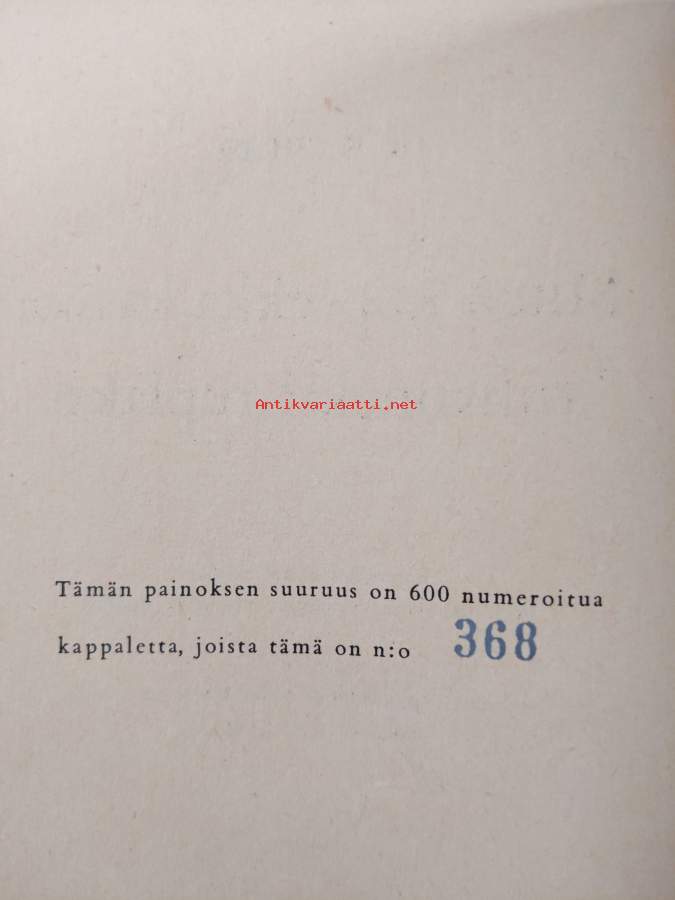 Antikvariaatti.net
Tämän painoksen suuruus on 600 numeroitua
kappaletta, joista tämä on n:o 368